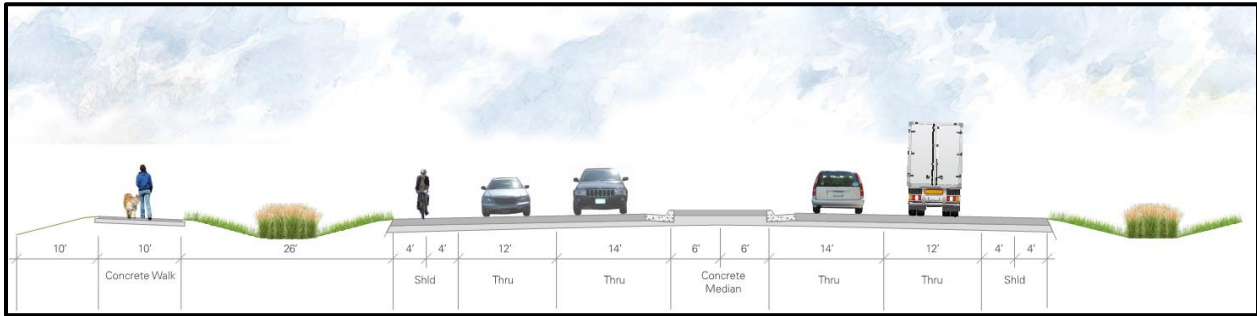 10' 10' 26' 4' 4' 12' 14' 6' 6' 14' 12' 4' 4'
Concrete Walk Shld Thru Thru Concrete Median Thru Thru Shld